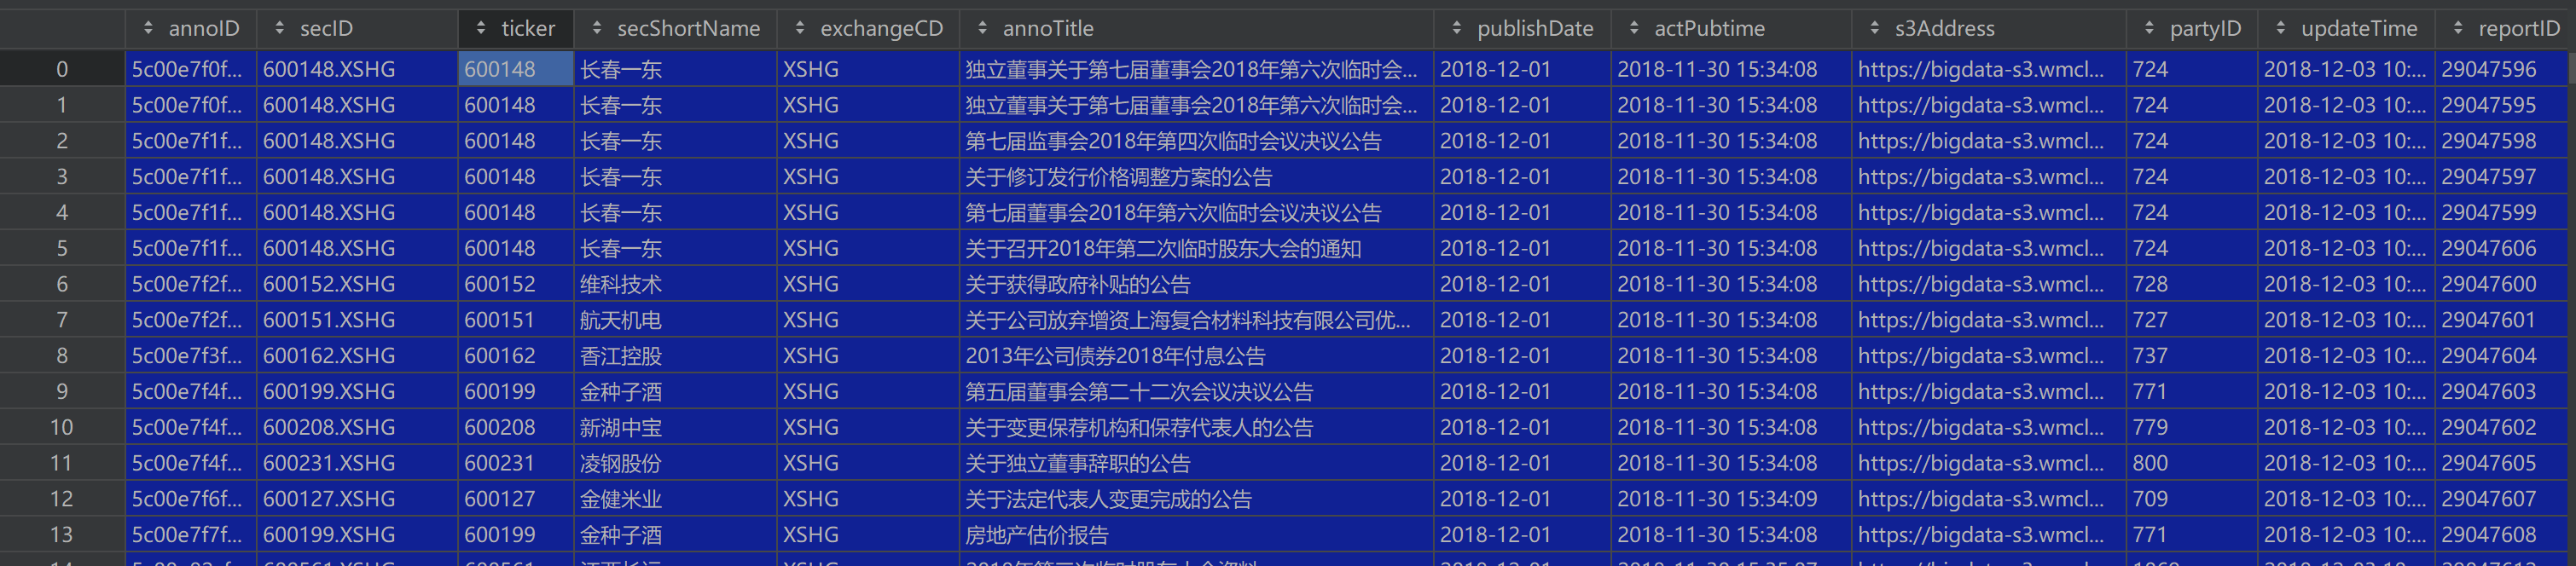 annoID secID ticker secShortName exchangeCD annoTitle publishDate actPubtime s3Address partyID updateTime reportID
0 5c00e7f0f... 600148.XSHG 600148 长春一东 XSHG 独立董事关于第七届董事会2018年第六次临时会... 2018-12-01 2018-11-30 15:34:08 https://bigdata-s3.wmcl... 724 2018-12-03 10:... 29047596
1 5c00e7f0f... 600148.XSHG 600148 长春一东 XSHG 独立董事关于第七届董事会2018年第六次临时会... 2018-12-01 2018-11-30 15:34:08 https://bigdata-s3.wmcl... 724 2018-12-03 10:... 29047595
2 5c00e7f1f... 600148.XSHG 600148 长春一东 XSHG 第七届监事会2018年第四次临时会议决议公告 2018-12-01 2018-11-30 15:34:08 https://bigdata-s3.wmcl... 724 2018-12-03 10:... 29047598
3 5c00e7f1f... 600148.XSHG 600148 长春一东 XSHG 关于修订发行价格调整方案的公告 2018-12-01 2018-11-30 15:34:08 https://bigdata-s3.wmcl... 724 2018-12-03 10:... 29047597
4 5c00e7f1f... 600148.XSHG 600148 长春一东 XSHG 第七届董事会2018年第六次临时会议决议公告 2018-12-01 2018-11-30 15:34:08 https://bigdata-s3.wmcl... 724 2018-12-03 10:... 29047599
5 5c00e7f1f... 600148.XSHG 600148 长春一东 XSHG 关于召开2018年第二次临时股东大会的通知 2018-12-01 2018-11-30 15:34:08 https://bigdata-s3.wmcl... 724 2018-12-03 10:... 29047606
6 5c00e7f2f... 600152.XSHG 600152 维科技术 XSHG 关于获得政府补贴的公告 2018-12-01 2018-11-30 15:34:08 https://bigdata-s3.wmcl... 728 2018-12-03 10:... 29047600
7 5c00e7f2f... 600151.XSHG 600151 航天机电 XSHG 关于公司放弃增资上海复合材料科技有限公司优... 2018-12-01 2018-11-30 15:34:08 https://bigdata-s3.wmcl... 727 2018-12-03 10:... 29047601
8 5c00e7f3f... 600162.XSHG 600162 香江控股 XSHG 2013年公司债券2018年付息公告 2018-12-01 2018-11-30 15:34:08 https://bigdata-s3.wmcl... 737 2018-12-03 10:... 29047604
9 5c00e7f4f... 600199.XSHG 600199 金种子酒 XSHG 第五届董事会第二十二次会议决议公告 2018-12-01 2018-11-30 15:34:08 https://bigdata-s3.wmcl... 771 2018-12-03 10:... 29047603
10 5c00e7f4f... 600208.XSHG 600208 新湖中宝 XSHG 关于变更保荐机构和保荐代表人的公告 2018-12-01 2018-11-30 15:34:08 https://bigdata-s3.wmcl... 779 2018-12-03 10:... 29047602
11 5c00e7f4f... 600231.XSHG 600231 凌钢股份 XSHG 关于独立董事辞职的公告 2018-12-01 2018-11-30 15:34:08 https://bigdata-s3.wmcl... 800 2018-12-03 10:... 29047605
12 5c00e7f6f... 600127.XSHG 600127 金健米业 XSHG 关于法定代表人变更完成的公告 2018-12-01 2018-11-30 15:34:09 https://bigdata-s3.wmcl... 709 2018-12-03 10:... 29047607
13 5c00e7f7f... 600199.XSHG 600199 金种子酒 XSHG 房地产估价报告 2018-12-01 2018-11-30 15:34:08 https://bigdata-s3.wmcl... 771 2018-12-03 10:... 29047608